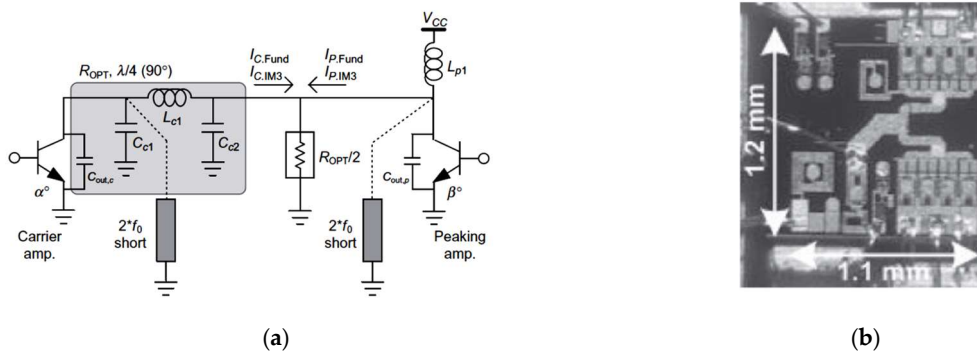 V_CC
I_C.Fund I_P.Fund
I_C.IM3 I_P.IM3
L_p1
R_OPT, λ/4 (90°)
L_c1
C_c1
C_c2
R_OPT/2
C_out,c
C_out,p
α°
β°
Carrier
amp.
2*f_0
short
2*f_0
short
Peaking
amp.
1.2 mm
1.1 mm
(a)
(b)